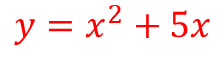 y = x² + 5x